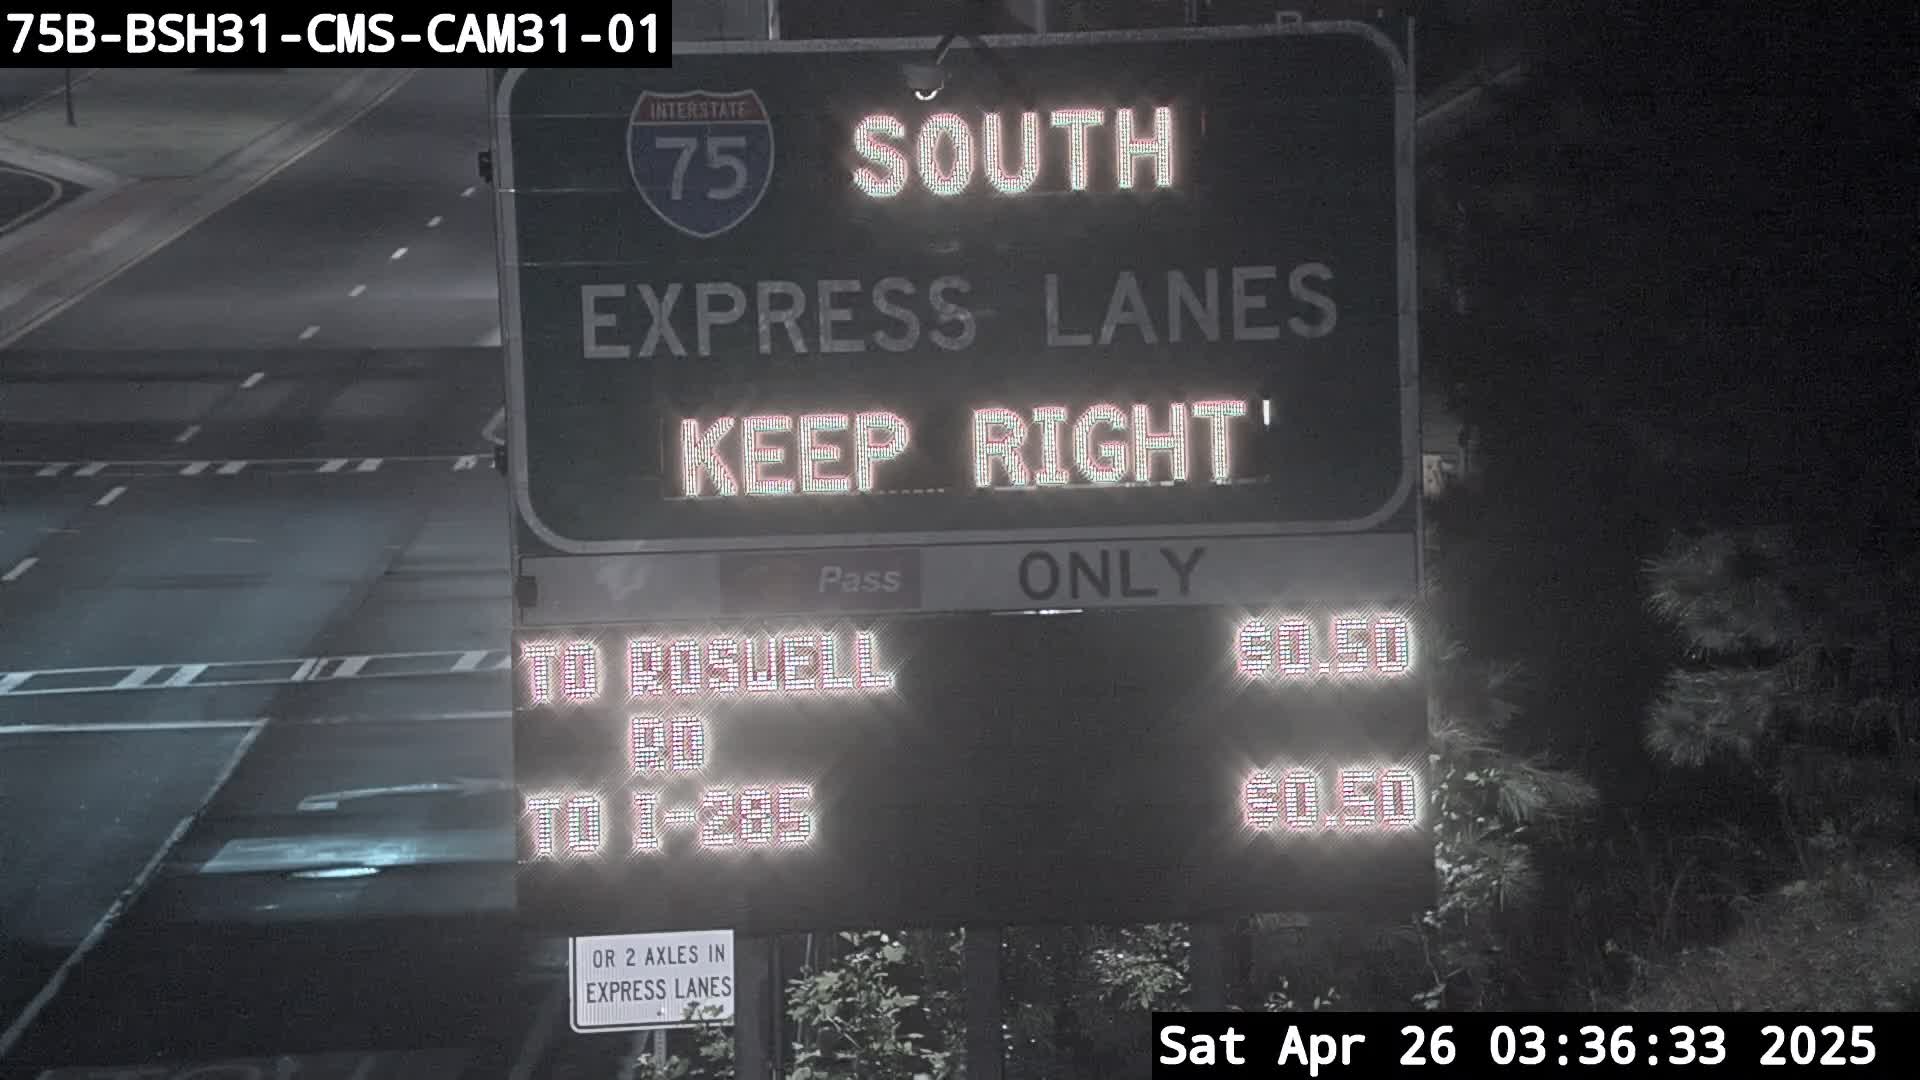 75B-BSH31-CMS-CAM31-01
INTERSTATE
75
SOUTH
EXPRESS LANES
KEEP RIGHT
Pass ONLY
TO ROSWELL $0.50
RD
TO I-285 $0.50
OR 2 AXLES IN
EXPRESS LANES
Sat Apr 26 03:36:33 2025